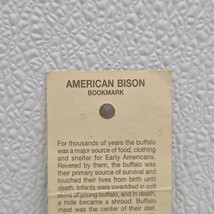 AMERICAN BISON
BOOKMARK
For thousands of years the buffalo
was a major source of food, clothing
and shelter for Early Americans.
Revered by them, the buffalo was
their primary source of survival and
touched their lives from birth until
death. Infants were swaddled in soft
skins of young buffalo, and in death,
a hide became a shroud. Buffalo
meat was the center of their diet.